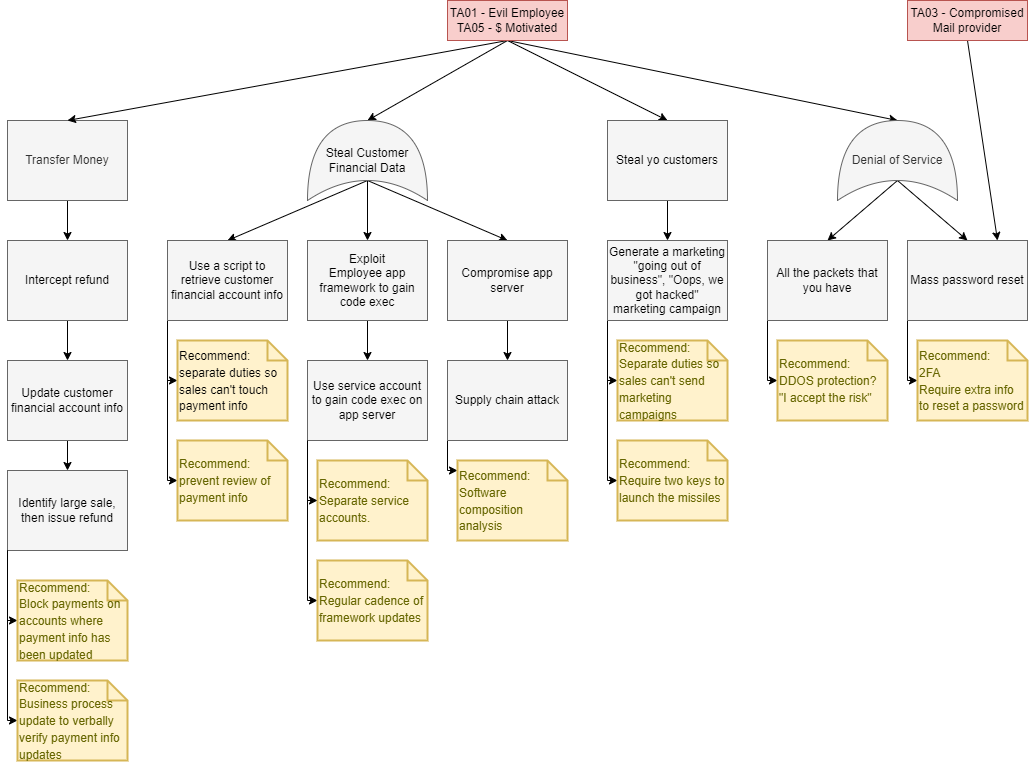 TA01 - Evil Employee
TA05 - $ Motivated
TA03 - Compromised
Mail provider
Transfer Money
Steal Customer
Financial Data
Steal yo customers
Denial of Service
Intercept refund
Use a script to
retrieve customer
financial account info
Exploit
Employee app
framework to gain
code exec
Compromise app
server
Generate a marketing
"going out of
business", "Oops, we
got hacked"
marketing campaign
All the packets that
you have
Mass password reset
Update customer
financial account info
Recommend:
separate duties so
sales can't touch
payment info
Use service account
to gain code exec on
app server
Supply chain attack
Recommend:
Separate duties so
sales can't send
marketing
campaigns
Recommend:
DDOS protection?
"I accept the risk"
Recommend:
2FA
Require extra info
to reset a password
Identify large sale,
then issue refund
Recommend:
prevent review of
payment info
Recommend:
Separate service
accounts.
Recommend:
Software
composition
analysis
Recommend:
Require two keys to
launch the missiles
Recommend:
Block payments on
accounts where
payment info has
been updated
Recommend:
Regular cadence of
framework updates
Recommend:
Business process
update to verbally
verify payment info
updates